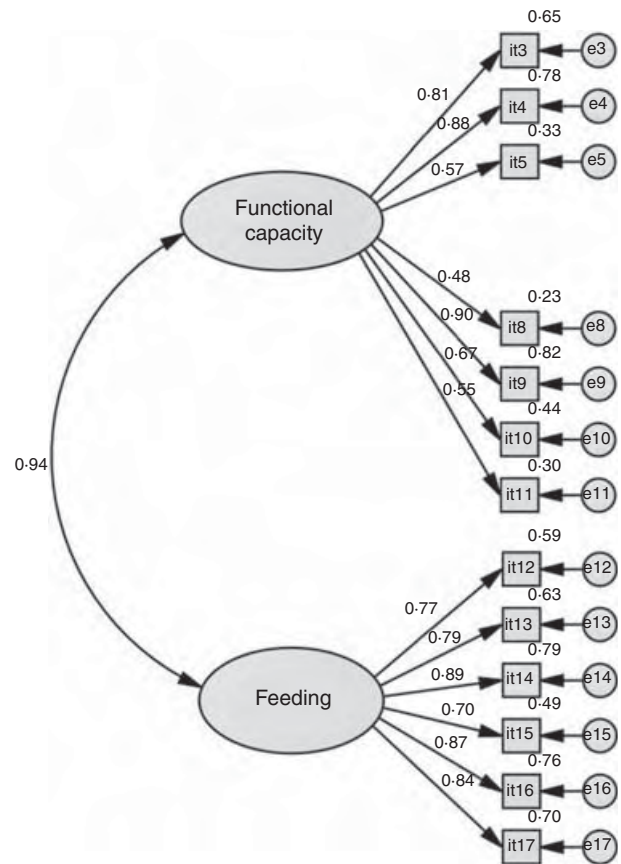 0·65
it3 e3
0·81 0·78
it4 e4
0·88 0·33
it5 e5
0·57
Functional
capacity
0·48 0·23
it8 e8
0·90 0·82
it9 e9
0·67 0·44
it10 e10
0·55 0·30
it11 e11
0·94
0·59
it12 e12
0·77 0·63
it13 e13
0·79 0·79
it14 e14
0·89 0·49
Feeding
it15 e15
0·70 0·76
it16 e16
0·87 0·70
0·84
it17 e17